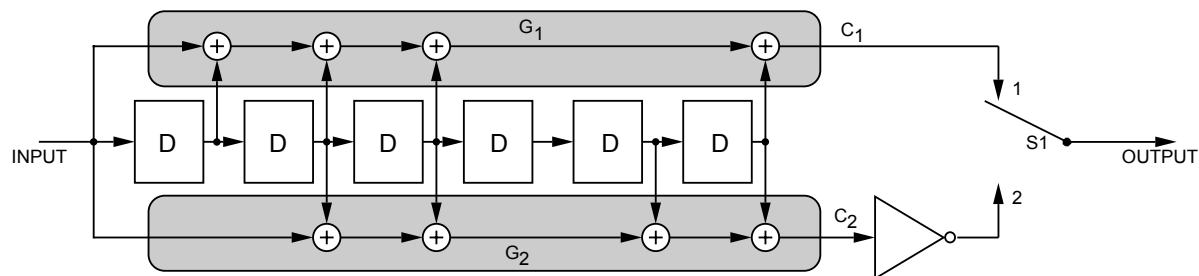 G1
C1
+ + + +
1
D D D D D D
INPUT
S1
OUTPUT
2
+ + + +
C2
G2